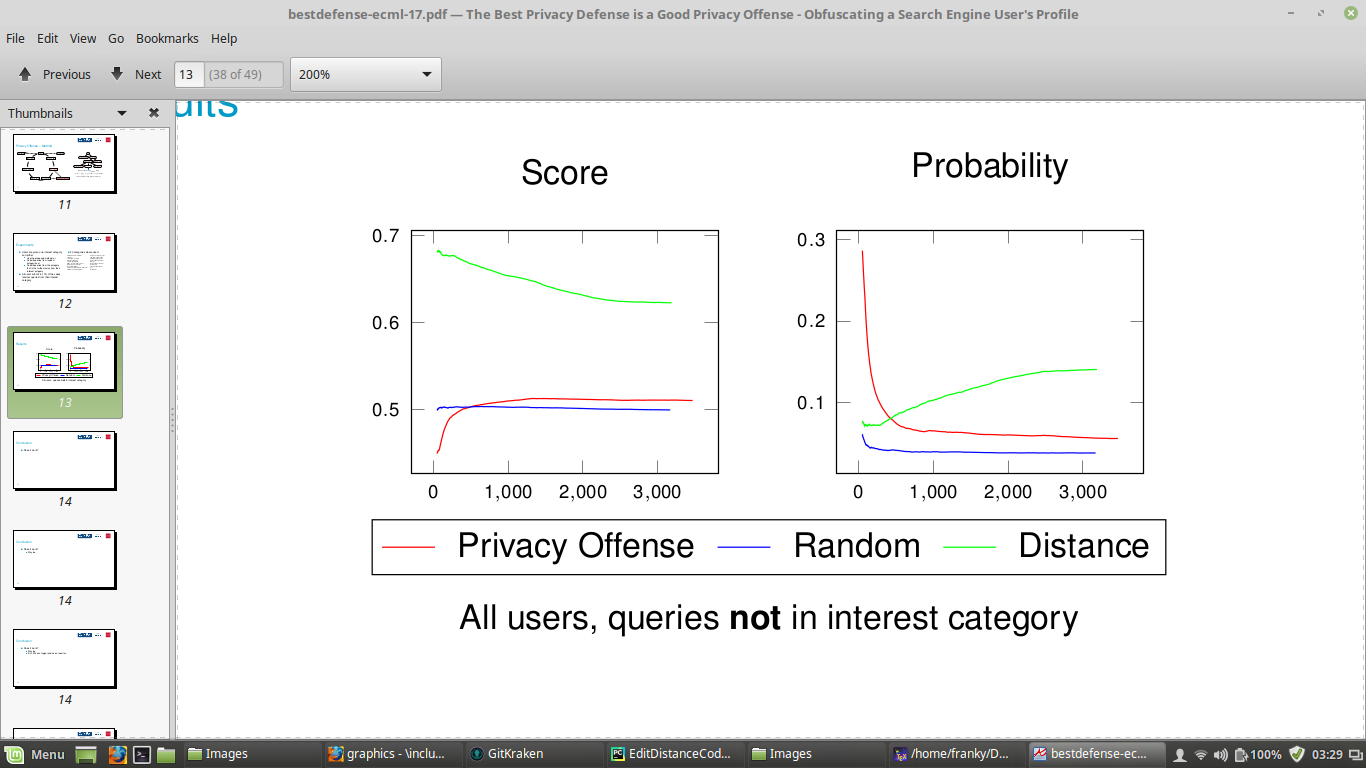 bestdefense-ecml-17.pdf — The Best Privacy Defense is a Good Privacy Offense - Obfuscating a Search Engine User's Profile
File Edit View Go Bookmarks Help
Previous Next 13 (38 of 49) 200%
Thumbnails
11
12
13
14
14
14
Score Probability
0.7
0.6
0.5
0 1,000 2,000 3,000
0.3
0.2
0.1
0 1,000 2,000 3,000
Privacy Offense Random Distance
All users, queries not in interest category
Menu Images graphics - \inclu... GitKraken EditDistanceCod... Images /home/franky/D... bestdefense-ec... 100% 03:29